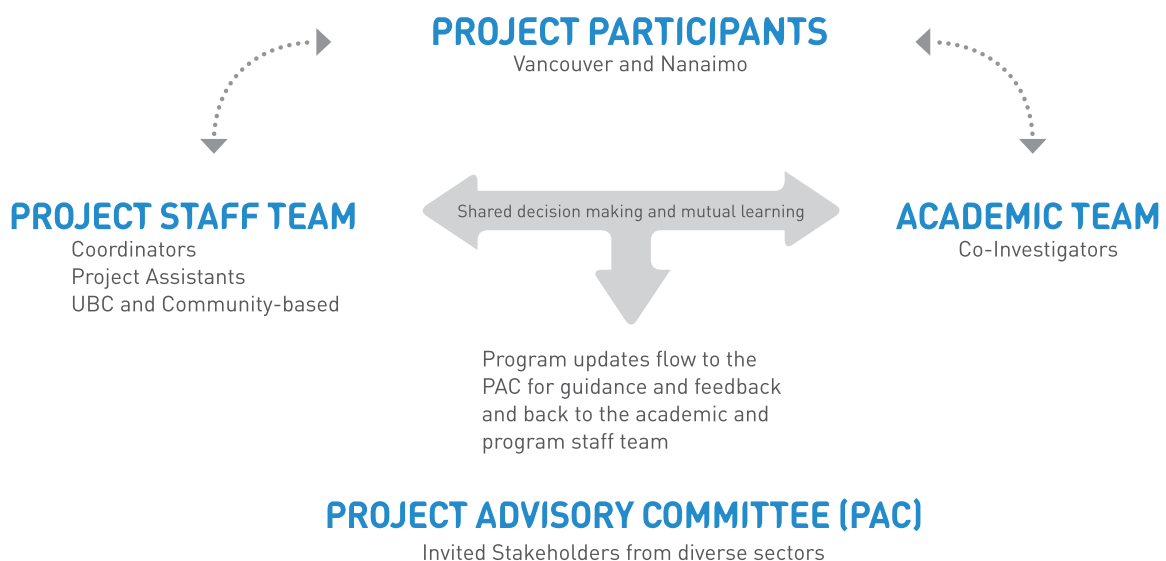 PROJECT PARTICIPANTS
Vancouver and Nanaimo
PROJECT STAFF TEAM
Coordinators
Project Assistants
UBC and Community-based
Shared decision making and mutual learning
ACADEMIC TEAM
Co-Investigators
Program updates flow to the
PAC for guidance and feedback
and back to the academic and
program staff team
PROJECT ADVISORY COMMITTEE (PAC)
Invited Stakeholders from diverse sectors